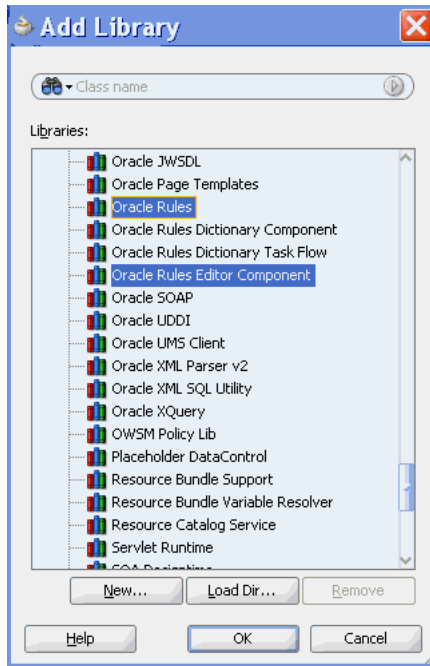 Add Library
Class name
Libraries:
Oracle JWSDL
Oracle Page Templates
Oracle Rules
Oracle Rules Dictionary Component
Oracle Rules Dictionary Task Flow
Oracle Rules Editor Component
Oracle SOAP
Oracle UDDI
Oracle UMS Client
Oracle XML Parser v2
Oracle XML SQL Utility
Oracle XQuery
OWSM Policy Lib
Placeholder DataControl
Resource Bundle Support
Resource Bundle Variable Resolver
Resource Catalog Service
Servlet Runtime
SOA Designtime
New... Load Dir... Remove
Help OK Cancel